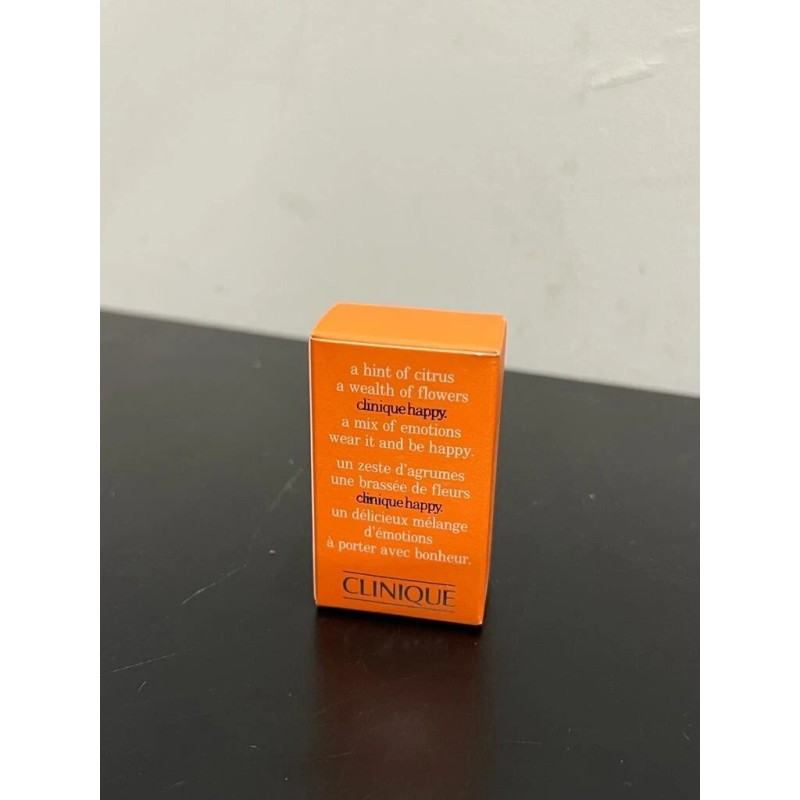 a hint of citrus
a wealth of flowers
clinique happy.
a mix of emotions
wear it and be happy.
un zeste d'agrumes
une brassée de fleurs
clinique happy.
un délicieux mélange
d'émotions
à porter avec bonheur.
CLINIQUE